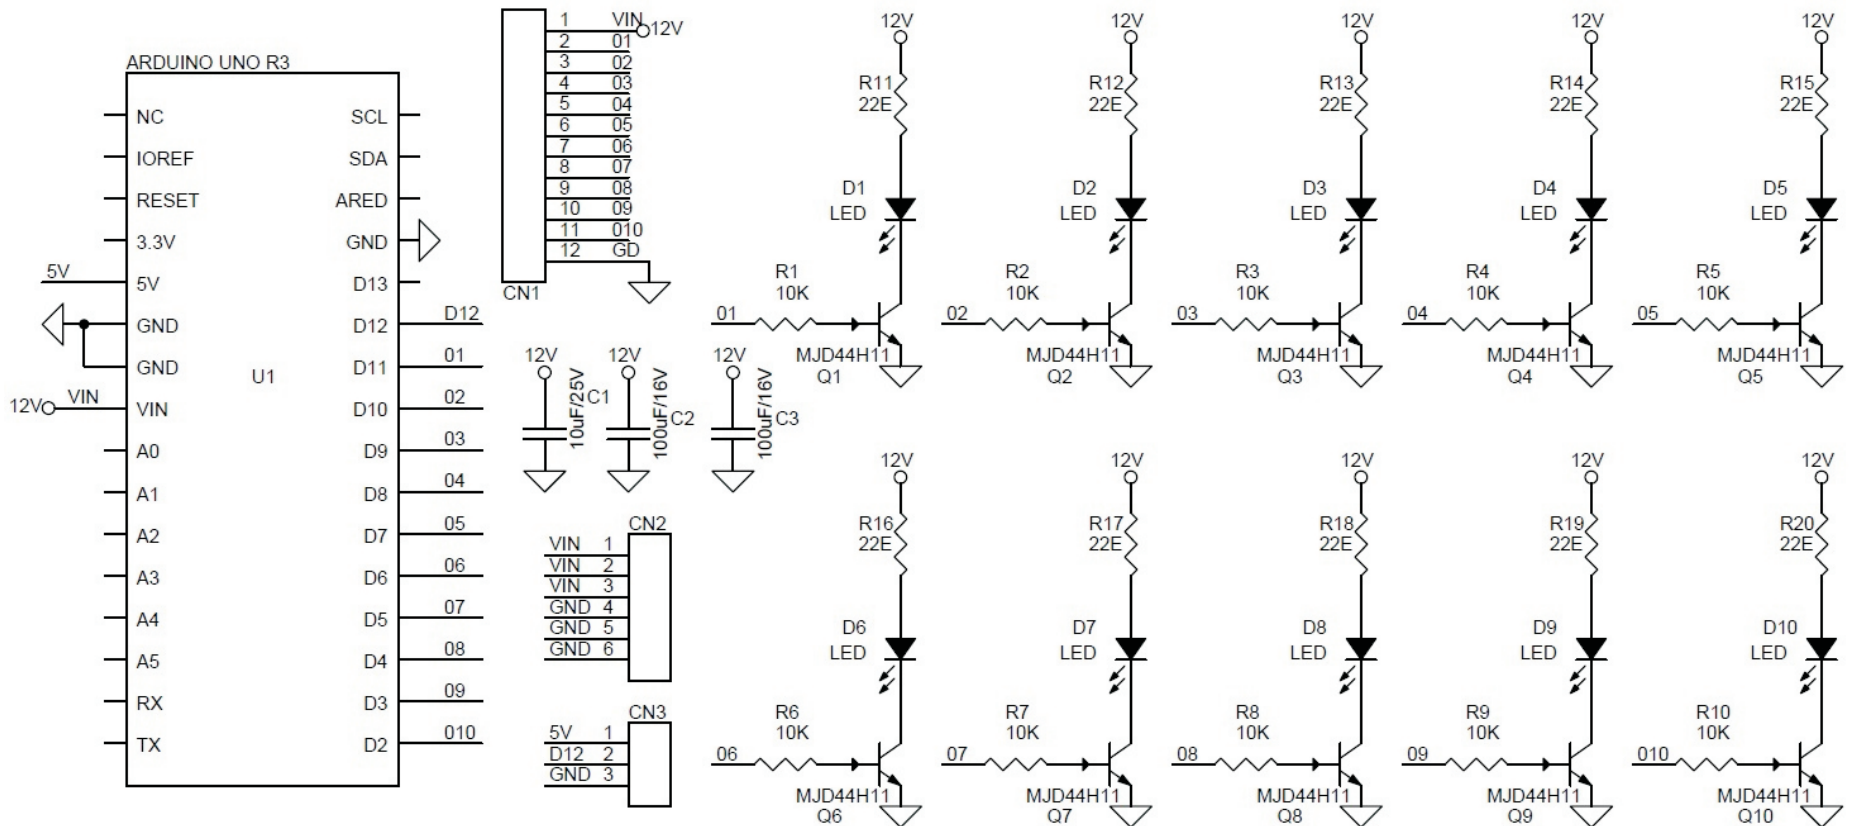 ARDUINO UNO R3
NC SCL
IOREF SDA
RESET ARED
3.3V GND
5V 5V D13
GND D12 D12
GND D11 01
U1
12V VIN VIN D10 02
A0 D9 03
A1 D8 04
A2 D7 05
A3 D6 06
A4 D5 07
A5 D4 08
RX D3 09
TX D2 010
1 VIN 12V
2 01
3 02
4 03
5 04
6 05
7 06
8 07
9 08
10 09
11 010
12 GD
CN1
12V 12V 12V
10uF/25V C1
100uF/16V C2
100uF/16V C3
CN2
VIN 1
VIN 2
VIN 3
GND 4
GND 5
GND 6
CN3
5V 1
D12 2
GND 3
12V 12V 12V 12V 12V
R11 R12 R13 R14 R15
22E 22E 22E 22E 22E
D1 D2 D3 D4 D5
LED LED LED LED LED
R1 R2 R3 R4 R5
10K 10K 10K 10K 10K
01 02 03 04 05
MJD44H11 MJD44H11 MJD44H11 MJD44H11 MJD44H11
Q1 Q2 Q3 Q4 Q5
12V 12V 12V 12V 12V
R16 R17 R18 R19 R20
22E 22E 22E 22E 22E
D6 D7 D8 D9 D10
LED LED LED LED LED
R6 R7 R8 R9 R10
10K 10K 10K 10K 10K
06 07 08 09 010
MJD44H11 MJD44H11 MJD44H11 MJD44H11 MJD44H11
Q6 Q7 Q8 Q9 Q10